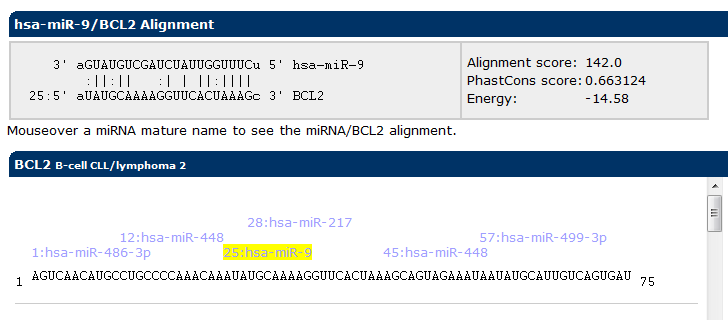 hsa-miR-9/BCL2 Alignment
3' aGUAUGUCGAUCUAUUGGUUUCu 5' hsa-miR-9
:||:|| :| | ||:||||
25:5' aUAUGCAAAAGGUUCACUAAAGc 3' BCL2
Alignment score: 142.0
PhastCons score: 0.663124
Energy: -14.58
Mouseover a miRNA mature name to see the miRNA/BCL2 alignment.
BCL2 B-cell CLL/lymphoma 2
28:hsa-miR-217
12:hsa-miR-448 57:hsa-miR-499-3p
1:hsa-miR-486-3p 25:hsa-miR-9 45:hsa-miR-448
1 AGUCAACAUGCCUGCCCCAAACAAAUAUGCAAAAGGUUCACUAAAGCAGUAGAAAUAAUAUGCAUUGUCAGUGAU 75